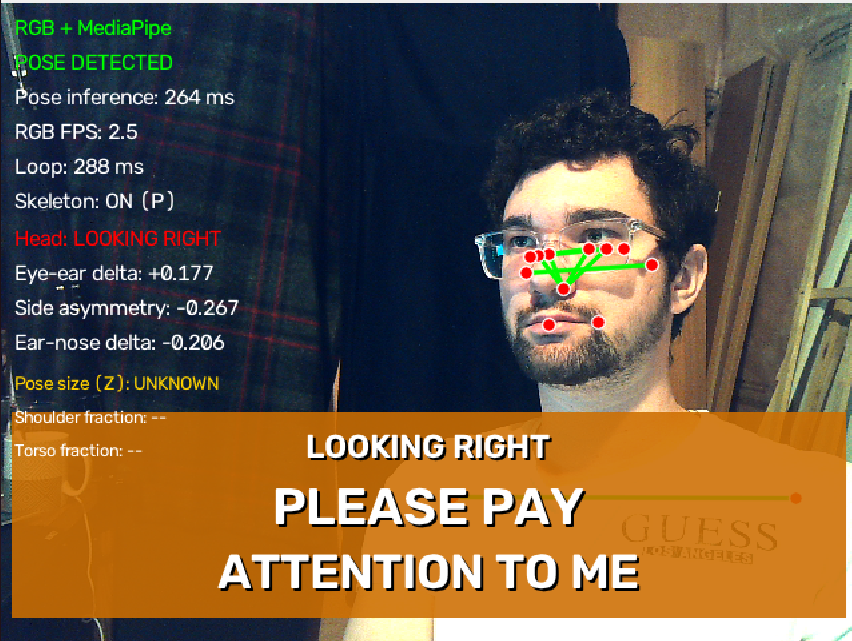 RGB + MediaPipe
POSE DETECTED
Pose inference: 264 ms
RGB FPS: 2.5
Loop: 288 ms
Skeleton: ON (P)
Head: LOOKING RIGHT
Eye-ear delta: +0.177
Side asymmetry: -0.267
Ear-nose delta: -0.206
Pose size (Z): UNKNOWN
Shoulder fraction: --
Torso fraction: --
LOOKING RIGHT
PLEASE PAY
ATTENTION TO ME
GUESS
LOS ANGELES